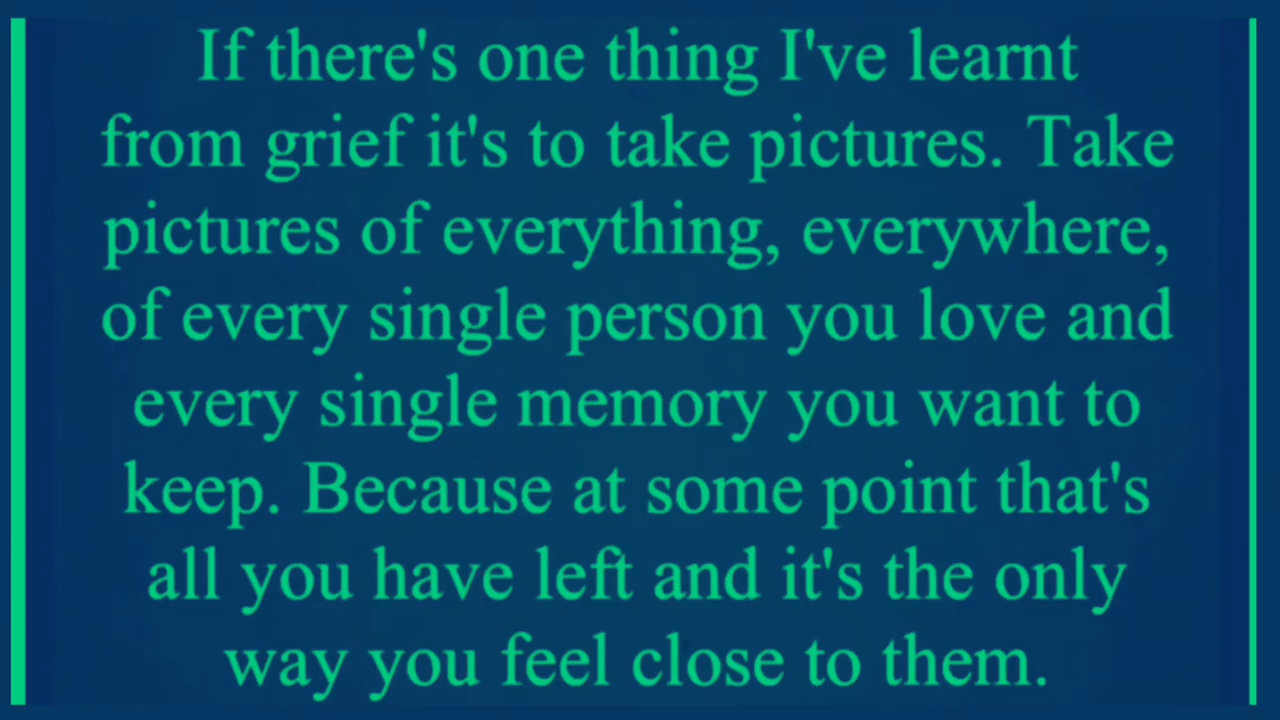 If there's one thing I've learnt
from grief it's to take pictures. Take
pictures of everything, everywhere,
of every single person you love and
every single memory you want to
keep. Because at some point that's
all you have left and it's the only
way you feel close to them.